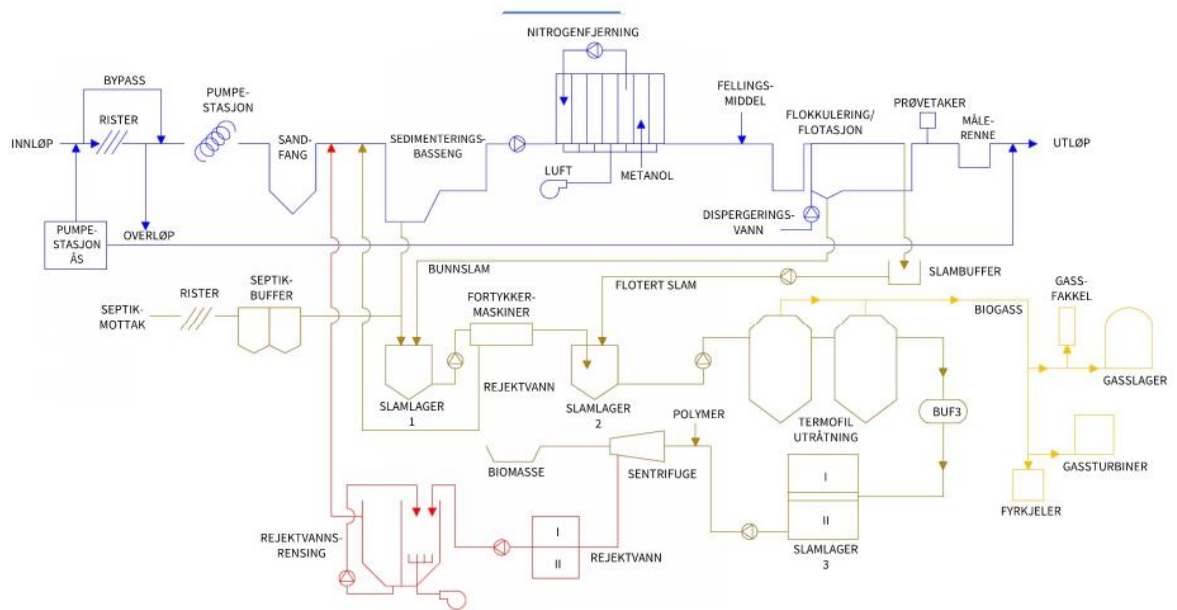 NITROGENFJERNING
BYPASS
PUMPE-
STASJON
FELLINGS-
MIDDEL
FLOKKULERING/
FLOTASJON
PRØVETAKER
MÅLE-
RENNE
INNLØP
RISTER
SAND-
FANG
SEDIMENTERINGS-
BASSENG
LUFT
METANOL
UTLØP
PUMPE-
STASJON
ÅS
OVERLØP
DISPERGERINGS-
VANN
BUNNSLAM
FLOTERT SLAM
SLAMBUFFER
SEPTIK-
MOTTAK
RISTER
SEPTIK-
BUFFER
FORTYKKER-
MASKINER
BIOGASS
GASS-
FAKKEL
GASSLAGER
SLAMLAGER
1
REJEKTVANN
SLAMLAGER
2
TERMOFIL
UTRÅTNING
BUF3
POLYMER
BIOMASSE
SENTRIFUGE
GASSTURBINER
FYRKJELER
I
II
SLAMLAGER
3
REJEKTVANNS-
RENSING
I
II
REJEKTVANN